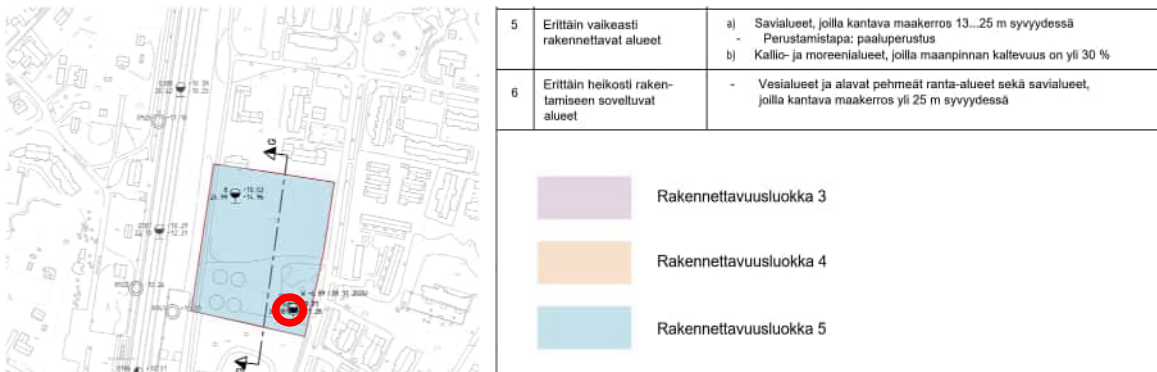 5
Erittäin vaikeasti
rakennettavat alueet
a) Savialueet, joilla kantava maakerros 13...25 m syvyydessä
- Perustamistapa: paaluperustus
b) Kallio- ja moreenialueet, joilla maanpinnan kaltevuus on yli 30 %
6
Erittäin heikosti raken-
tamiseen soveltuvat
alueet
- Vesialueet ja alavat pehmeät ranta-alueet sekä savialueet,
joilla kantava maakerros yli 25 m syvyydessä
Rakennettavuusluokka 3
Rakennettavuusluokka 4
Rakennettavuusluokka 5
G